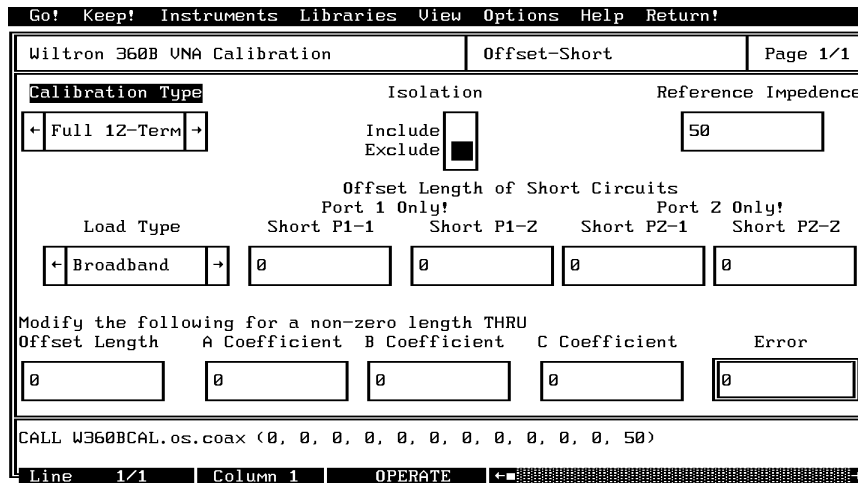 Go! Keep! Instruments Libraries View Options Help Return!
Wiltron 360B VNA Calibration Offset-Short Page 1/1
Calibration Type Isolation Reference Impedence
← Full 12-Term → Include 50
Exclude
Offset Length of Short Circuits
Port 1 Only! Port 2 Only!
Load Type Short P1-1 Short P1-2 Short P2-1 Short P2-2
← Broadband → 0 0 0 0
Modify the following for a non-zero length THRU
Offset Length A Coefficient B Coefficient C Coefficient Error
0 0 0 0 0
CALL W360BCAL.os.coax (0, 0, 0, 0, 0, 0, 0, 0, 0, 0, 0, 50)
Line 1/1 Column 1 OPERATE ←